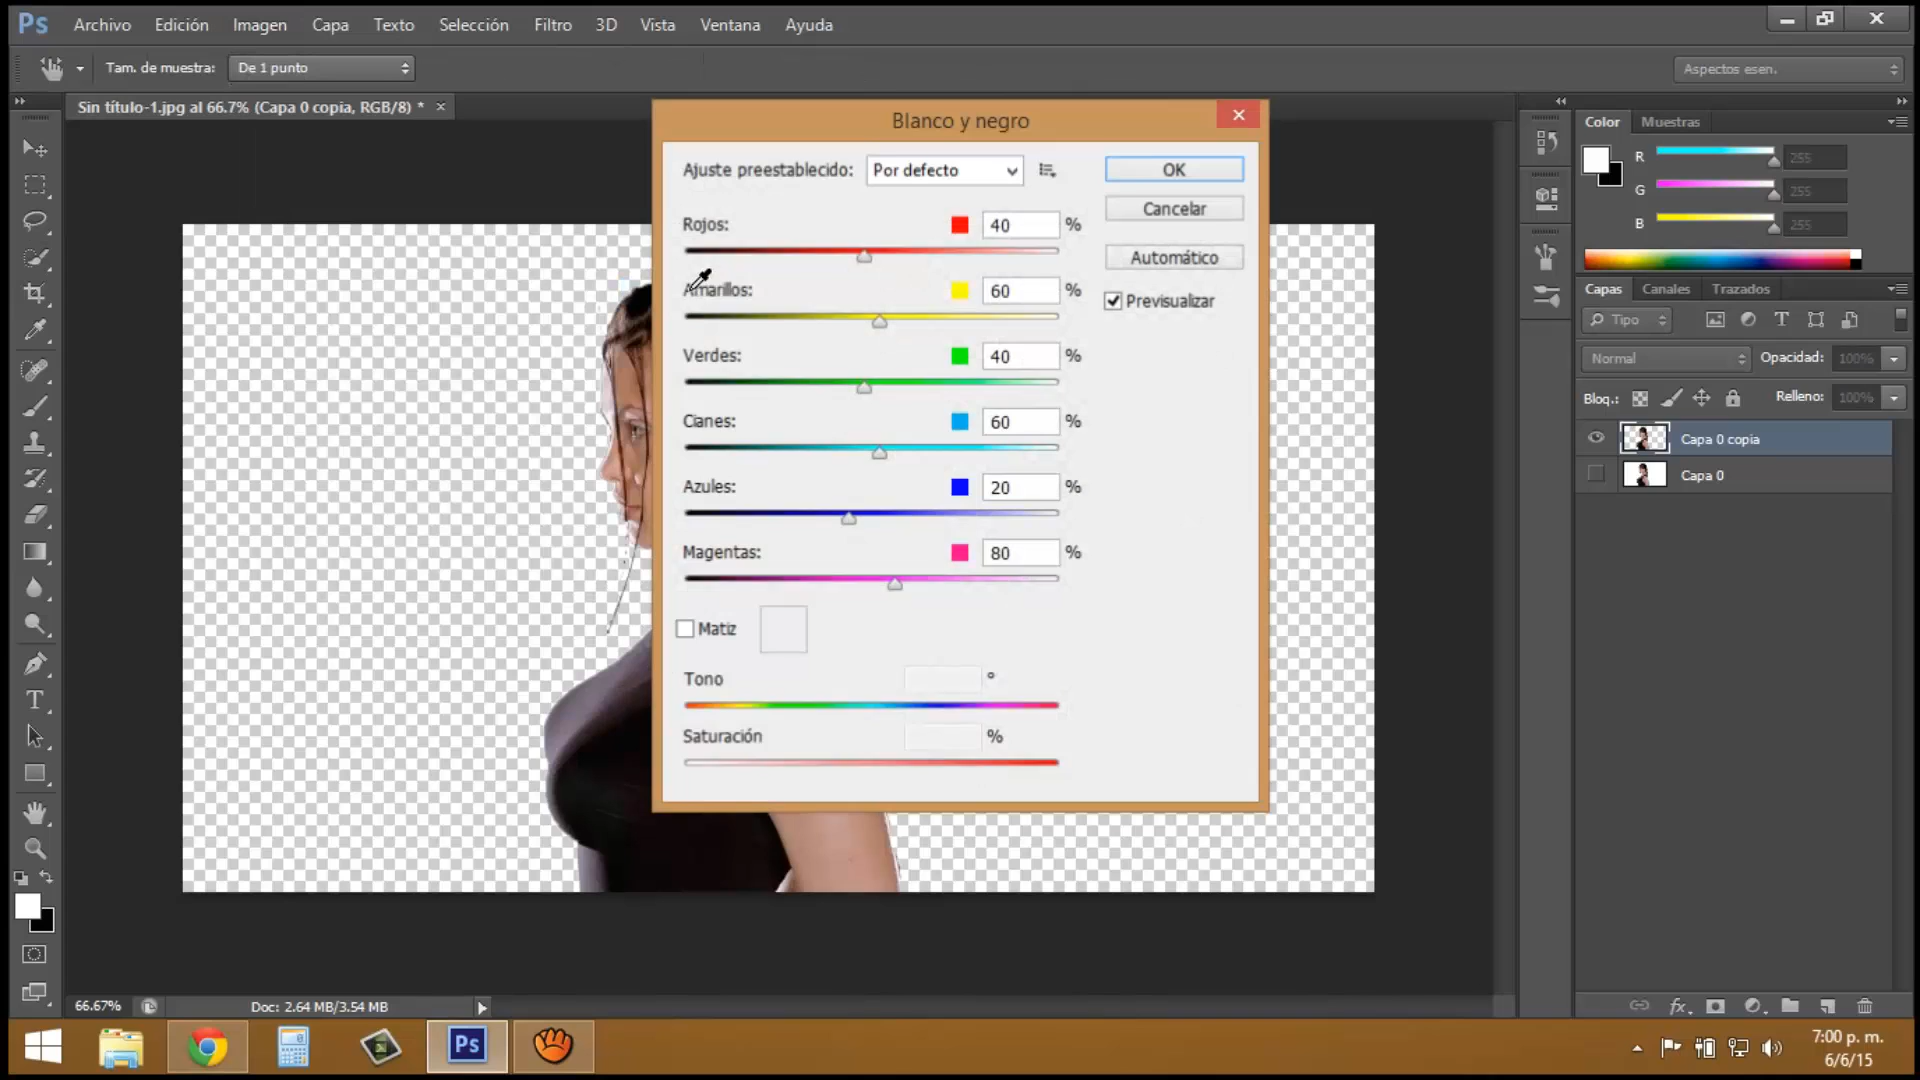 Ps Archivo Edición Imagen Capa Texto Selección Filtro 3D Vista Ventana Ayuda
Tam. de muestra: De 1 punto Aspectos esen.
Sin título-1.jpg al 66.7% (Capa 0 copia, RGB/8) * ×
Blanco y negro
Ajuste preestablecido: Por defecto OK
Cancelar
Rojos: 40 %
Automático
Amarillos: 60 %
Previsualizar
Verdes: 40 %
Cianes: 60 %
Azules: 20 %
Magentas: 80 %
Matiz
Tono °
Saturación %
Color Muestras
R 255
G 255
B 255
Capas Canales Trazados
Tipo
Normal Opacidad: 100%
Bloq.: Relleno: 100%
Capa 0 copia
Capa 0
66.67% Doc: 2.64 MB/3.54 MB
Ps
7:00 p. m.
6/6/15